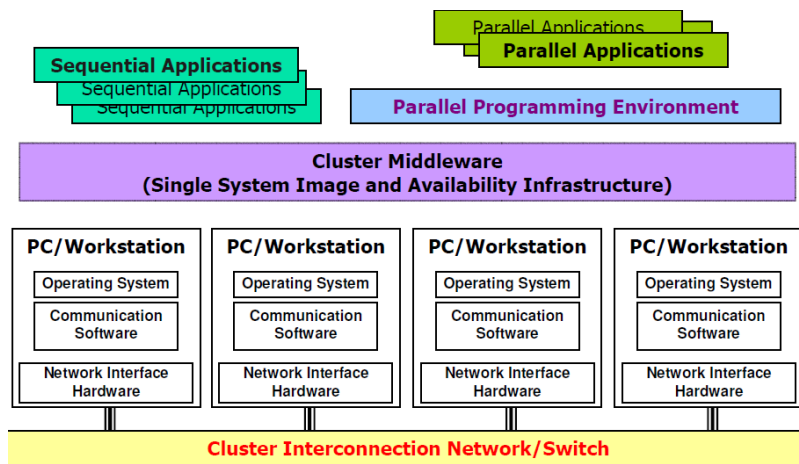 Parallel Applications
Parallel Applications
Sequential Applications
Sequential Applications
Sequential Applications
Parallel Programming Environment
Cluster Middleware
(Single System Image and Availability Infrastructure)
PC/Workstation
Operating System
Communication
Software
Network Interface
Hardware
PC/Workstation
Operating System
Communication
Software
Network Interface
Hardware
PC/Workstation
Operating System
Communication
Software
Network Interface
Hardware
PC/Workstation
Operating System
Communication
Software
Network Interface
Hardware
Cluster Interconnection Network/Switch